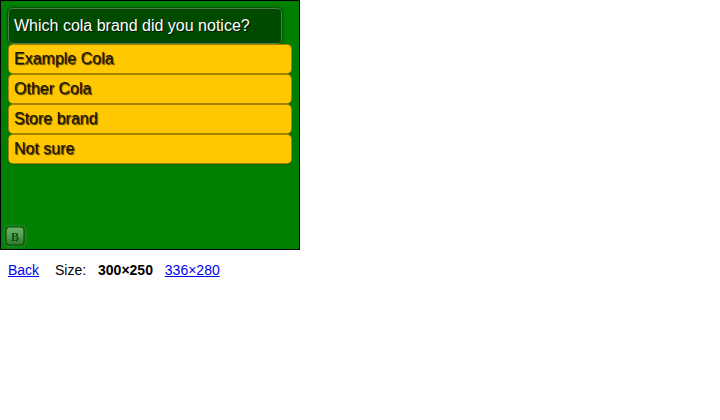 Which cola brand did you notice?
Example Cola
Other Cola
Store brand
Not sure
B
Back Size: 300×250 336×280